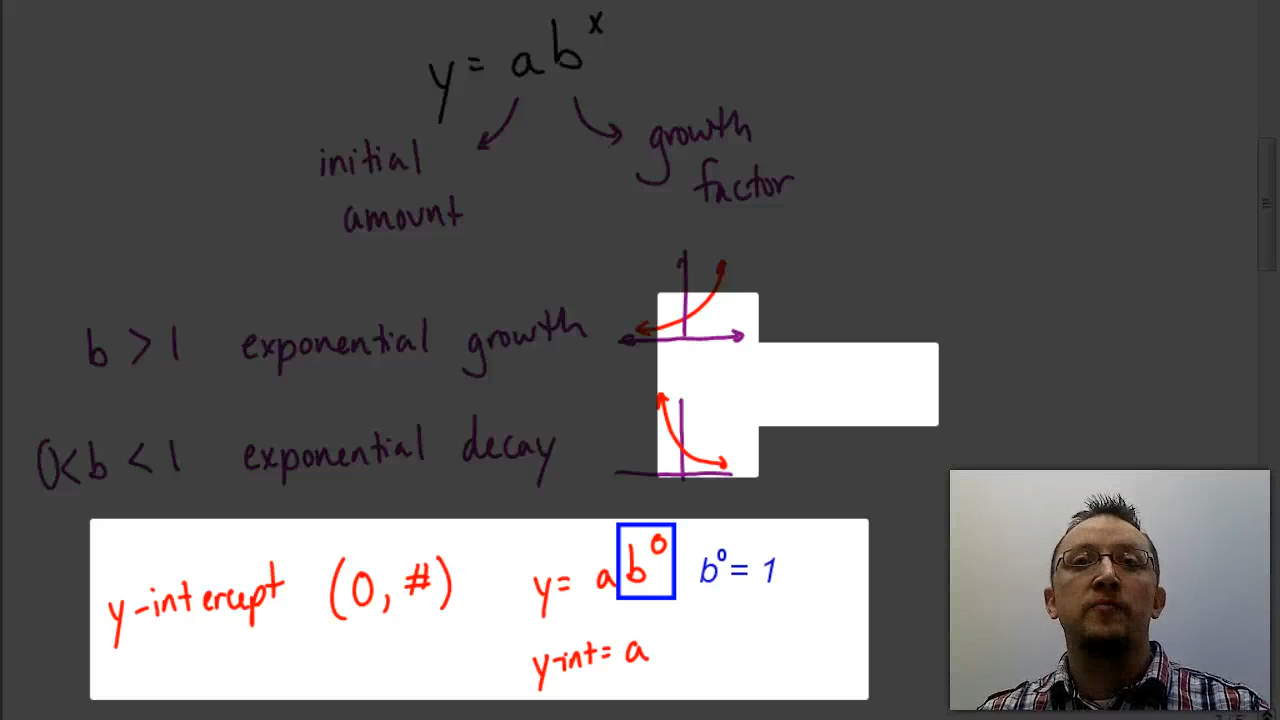 y = ab^x
initial amount
growth factor
b > 1 exponential growth
0 < b < 1 exponential decay
y-intercept (0, #) y = ab^0 b^0 = 1
y-int = a